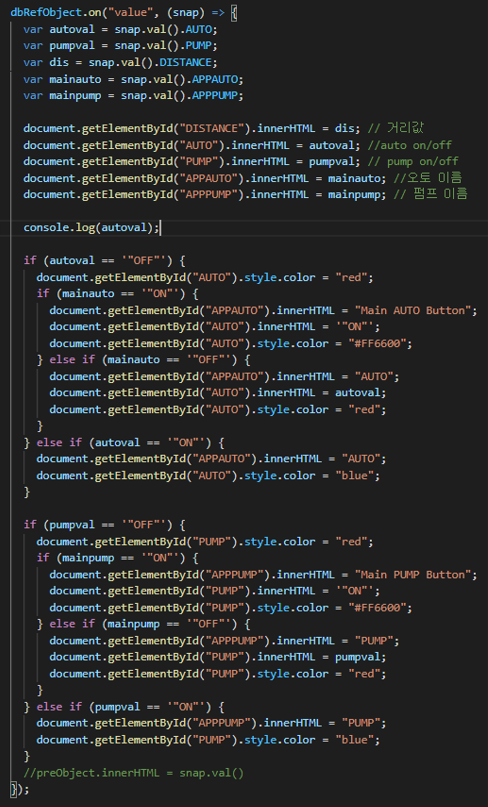 dbRefObject.on("value", (snap) => {
  var autoval = snap.val().AUTO;
  var pumpval = snap.val().PUMP;
  var dis = snap.val().DISTANCE;
  var mainauto = snap.val().APPAUTO;
  var mainpump = snap.val().APPPUMP;

  document.getElementById("DISTANCE").innerHTML = dis; // 거리값
  document.getElementById("AUTO").innerHTML = autoval; //auto on/off
  document.getElementById("PUMP").innerHTML = pumpval; // pump on/off
  document.getElementById("APPAUTO").innerHTML = mainauto; //오토 이름
  document.getElementById("APPPUMP").innerHTML = mainpump; // 펌프 이름

  console.log(autoval);

  if (autoval == '"OFF"') {
    document.getElementById("AUTO").style.color = "red";
    if (mainauto == '"ON"') {
      document.getElementById("APPAUTO").innerHTML = "Main AUTO Button";
      document.getElementById("AUTO").innerHTML = '"ON"';
      document.getElementById("AUTO").style.color = "#FF6600";
    } else if (mainauto == '"OFF"') {
      document.getElementById("APPAUTO").innerHTML = "AUTO";
      document.getElementById("AUTO").innerHTML = autoval;
      document.getElementById("AUTO").style.color = "red";
    }
  } else if (autoval == '"ON"') {
    document.getElementById("APPAUTO").innerHTML = "AUTO";
    document.getElementById("AUTO").style.color = "blue";
  }

  if (pumpval == '"OFF"') {
    document.getElementById("PUMP").style.color = "red";
    if (mainpump == '"ON"') {
      document.getElementById("APPPUMP").innerHTML = "Main PUMP Button";
      document.getElementById("PUMP").innerHTML = '"ON"';
      document.getElementById("PUMP").style.color = "#FF6600";
    } else if (mainpump == '"OFF"') {
      document.getElementById("APPPUMP").innerHTML = "PUMP";
      document.getElementById("PUMP").innerHTML = pumpval;
      document.getElementById("PUMP").style.color = "red";
    }
  } else if (pumpval == '"ON"') {
    document.getElementById("APPPUMP").innerHTML = "PUMP";
    document.getElementById("PUMP").style.color = "blue";
  }
  //preObject.innerHTML = snap.val()
});